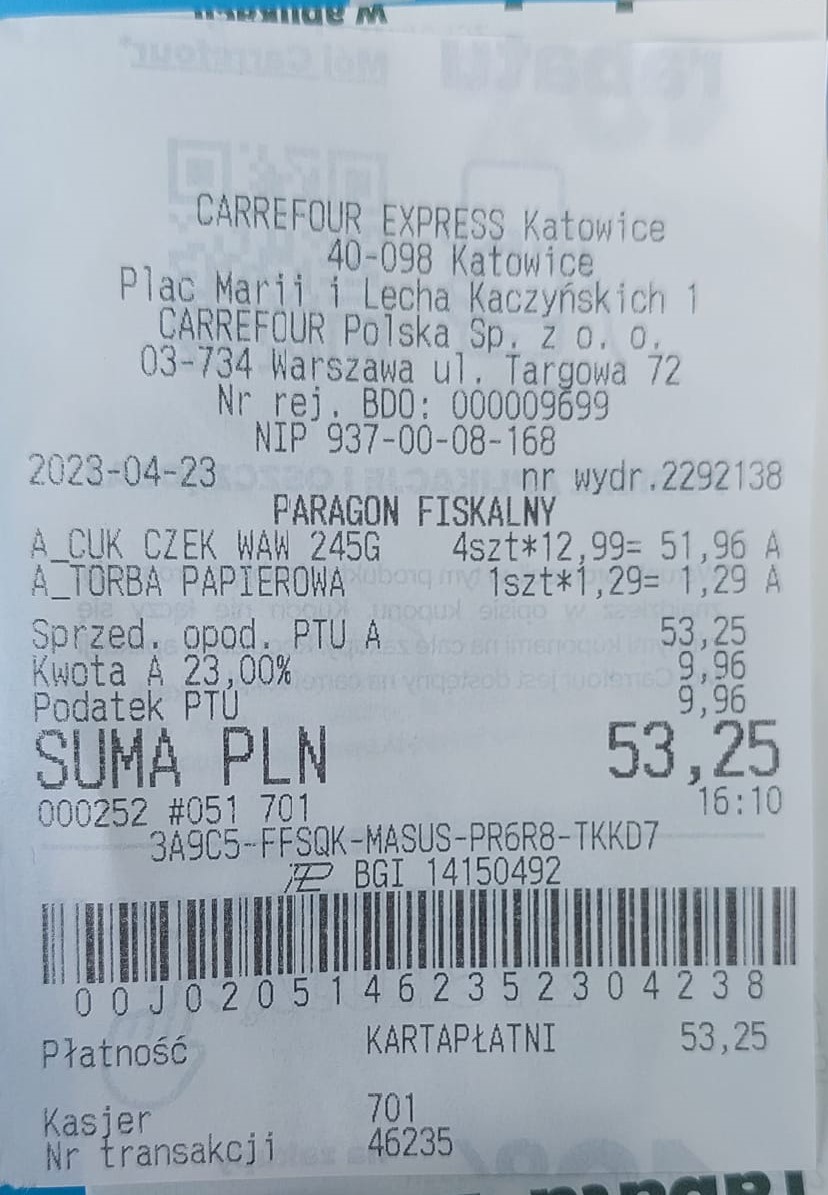 w aplikacji
CARREFOUR EXPRESS Katowice
40-098 Katowice
Plac Marii i Lecha Kaczyńskich 1
CARREFOUR Polska Sp. z o. o.
03-734 Warszawa ul. Targowa 72
Nr rej. BDO: 000009699
NIP 937-00-08-168
2023-04-23 nr wydr.2292138
PARAGON FISKALNY
A_CUK CZEK WAW 245G 4szt*12,99= 51,96 A
A_TORBA PAPIEROWA 1szt*1,29= 1,29 A
Sprzed. opod. PTU A 53,25
Kwota A 23,00% 9,96
Podatek PTU 9,96
SUMA PLN 53,25
000252 #051 701 16:10
3A9C5-FFSQK-MASUS-PR6R8-TKKD7
BGI 14150492
00J02051462352304238
Płatność KARTAPŁATNI 53,25
Kasjer 701
Nr transakcji 46235